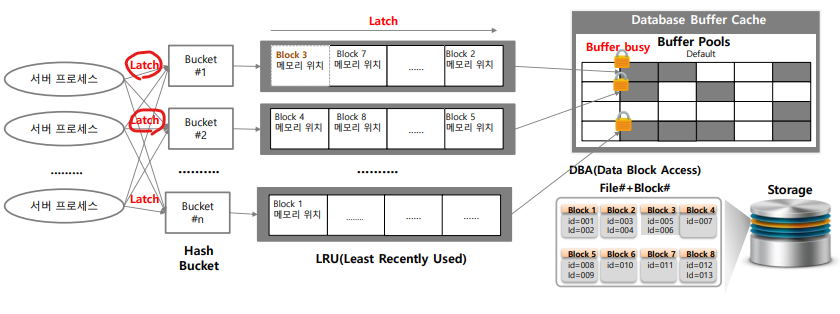 Latch
Database Buffer Cache
Buffer busy
Buffer Pools
Default
서버 프로세스
Latch
Bucket
#1
Block 3
메모리 위치
Block 7
메모리 위치
......
Block 2
메모리 위치
서버 프로세스
Latch
Bucket
#2
Block 4
메모리 위치
Block 8
메모리 위치
......
Block 5
메모리 위치
.........
..........
..........
서버 프로세스
Latch
Bucket
#n
Block 1
메모리 위치
........
......
......
Hash
Bucket
LRU(Least Recently Used)
DBA(Data Block Access)
File#+Block#
Storage
Block 1
id=001
Id=002
Block 2
id=003
Id=004
Block 3
id=005
Id=006
Block 4
id=007
Block 5
id=008
Id=009
Block 6
id=010
Block 7
id=011
Block 8
id=012
Id=013